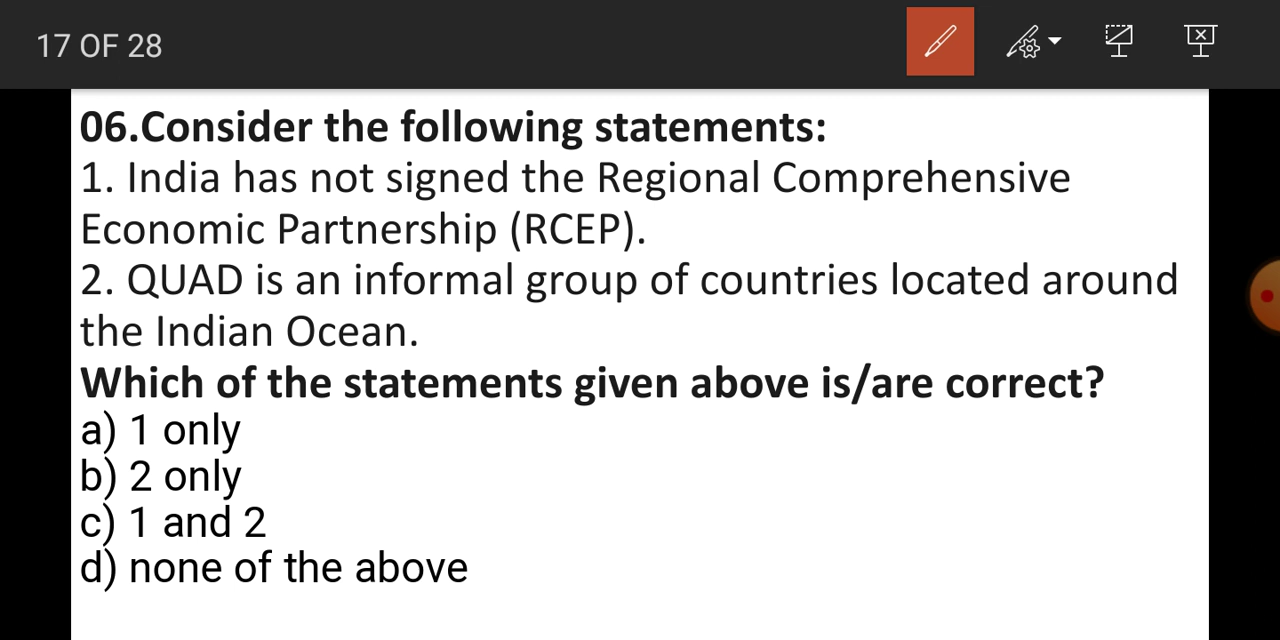 17 OF 28
06.Consider the following statements:
1. India has not signed the Regional Comprehensive
Economic Partnership (RCEP).
2. QUAD is an informal group of countries located around
the Indian Ocean.
Which of the statements given above is/are correct?
a) 1 only
b) 2 only
c) 1 and 2
d) none of the above